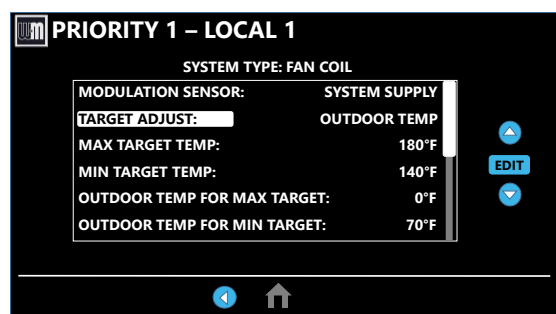 WM PRIORITY 1 – LOCAL 1
SYSTEM TYPE: FAN COIL
MODULATION SENSOR: SYSTEM SUPPLY
TARGET ADJUST: OUTDOOR TEMP
MAX TARGET TEMP: 180°F
MIN TARGET TEMP: 140°F
EDIT
OUTDOOR TEMP FOR MAX TARGET: 0°F
OUTDOOR TEMP FOR MIN TARGET: 70°F